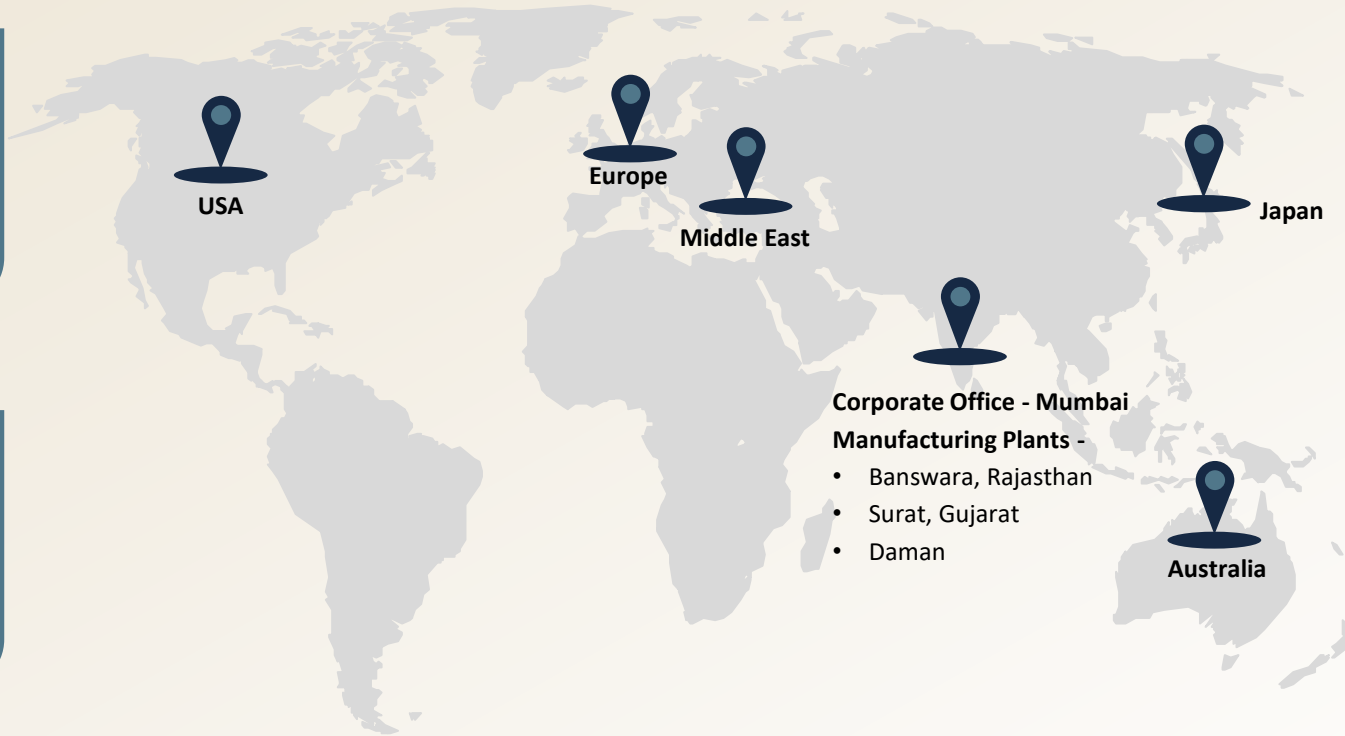 Europe
USA
Japan
Middle East
Corporate Office - Mumbai
Manufacturing Plants -
• Banswara, Rajasthan
• Surat, Gujarat
• Daman
Australia